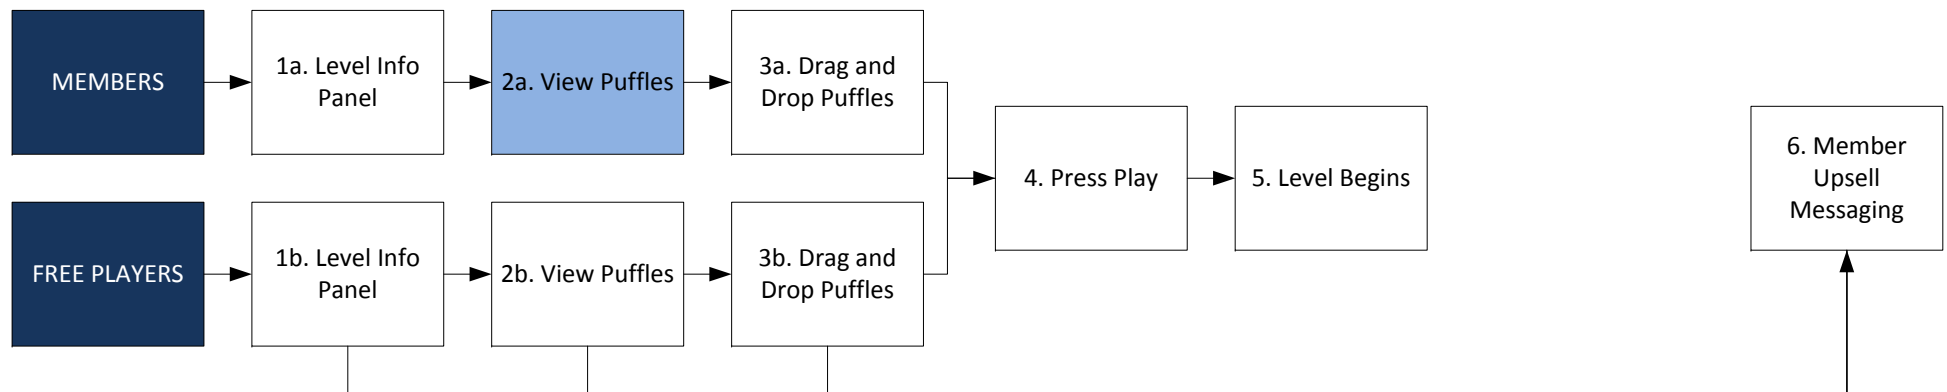 MEMBERS
1a. Level Info
Panel
2a. View Puffles
3a. Drag and
Drop Puffles
4. Press Play
5. Level Begins
6. Member
Upsell
Messaging
FREE PLAYERS
1b. Level Info
Panel
2b. View Puffles
3b. Drag and
Drop Puffles